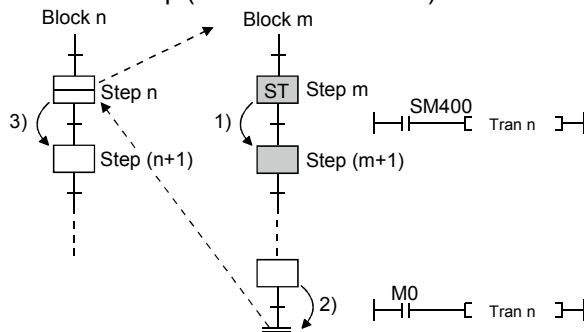 Block n
Block m
Step n
ST
Step m
SM400
Tran n
3)
1)
Step (n+1)
Step (m+1)
2)
M0
Tran n